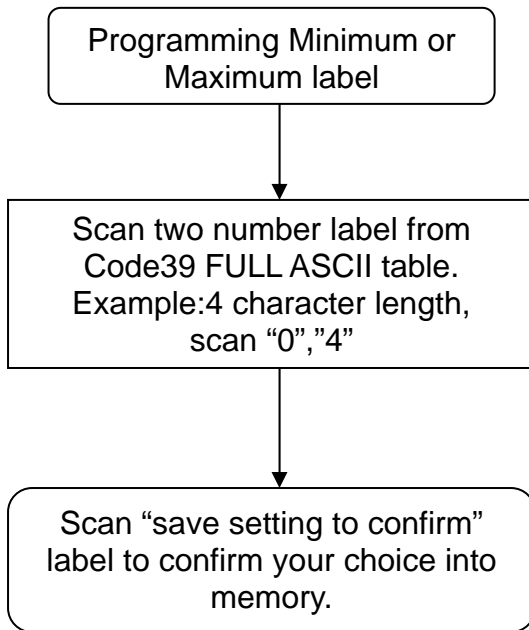 Programming Minimum or
Maximum label
Scan two number label from
Code39 FULL ASCII table.
Example:4 character length,
scan “0”,”4”
Scan “save setting to confirm”
label to confirm your choice into
memory.